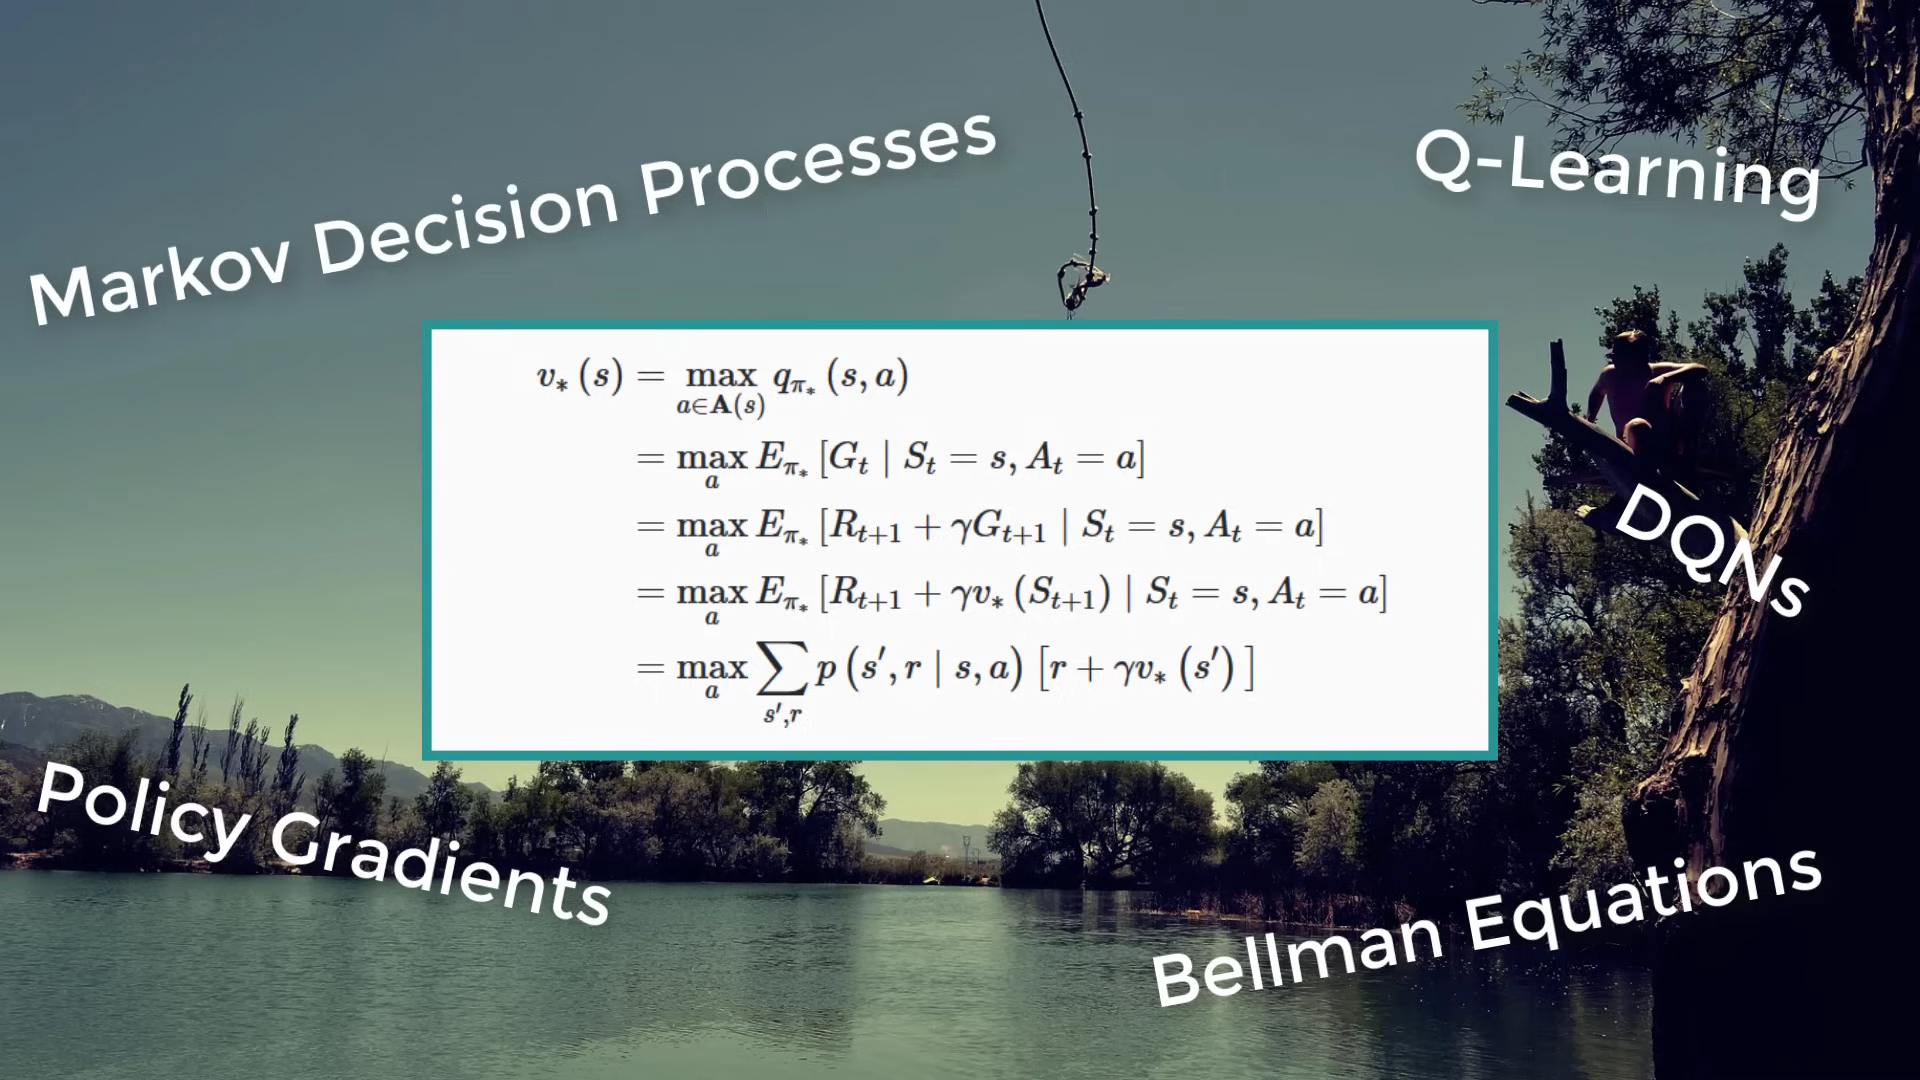 Markov Decision Processes
Q-Learning
v_*(s) = max_{a∈A(s)} q_{π_*}(s, a)
= max_a E_{π_*}[G_t | S_t = s, A_t = a]
= max_a E_{π_*}[R_{t+1} + γG_{t+1} | S_t = s, A_t = a]
= max_a E_{π_*}[R_{t+1} + γv_*(S_{t+1}) | S_t = s, A_t = a]
= max_a ∑_{s′,r} p(s′, r | s, a)[r + γv_*(s′)]
DQNs
Policy Gradients
Bellman Equations